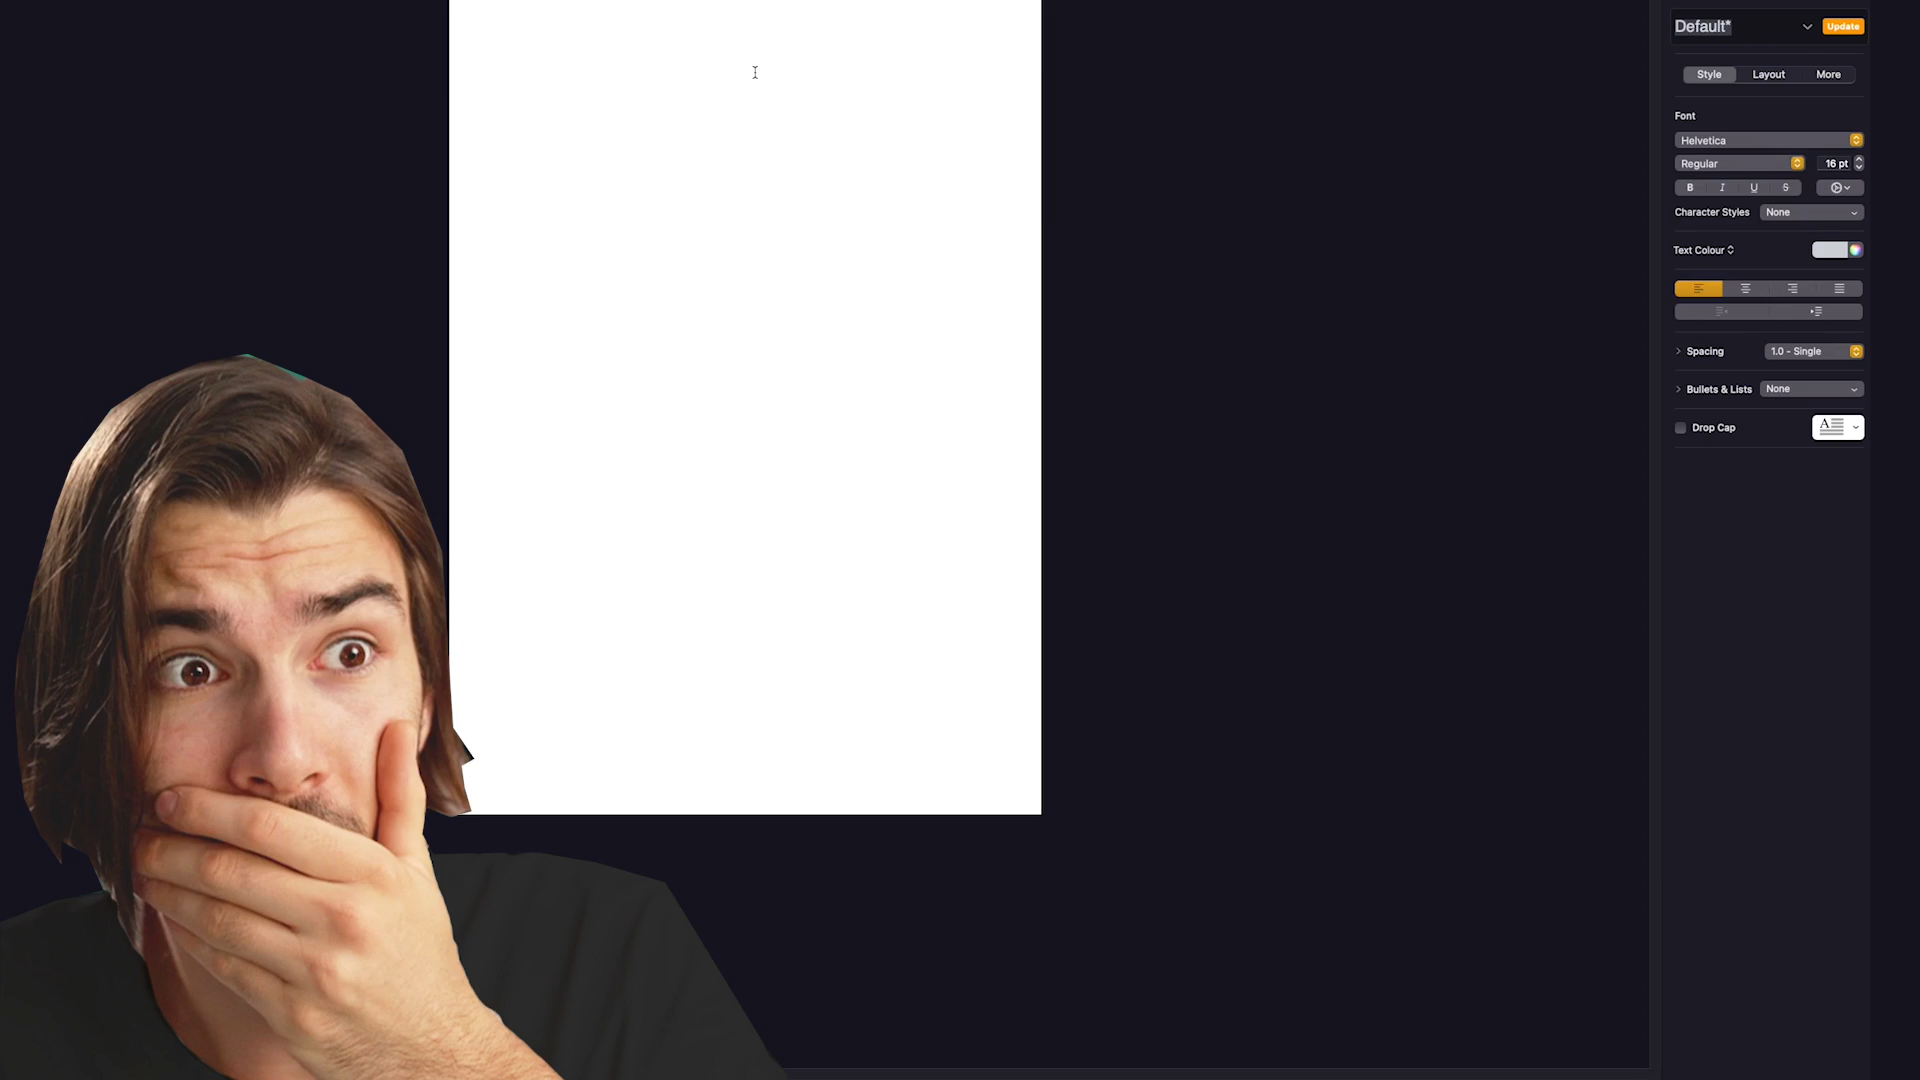 Default* Update
Style Layout More
Font
Helvetica
Regular 16 pt
B I U S
Character Styles None
Text Colour
Spacing 1.0 - Single
Bullets & Lists None
Drop Cap A